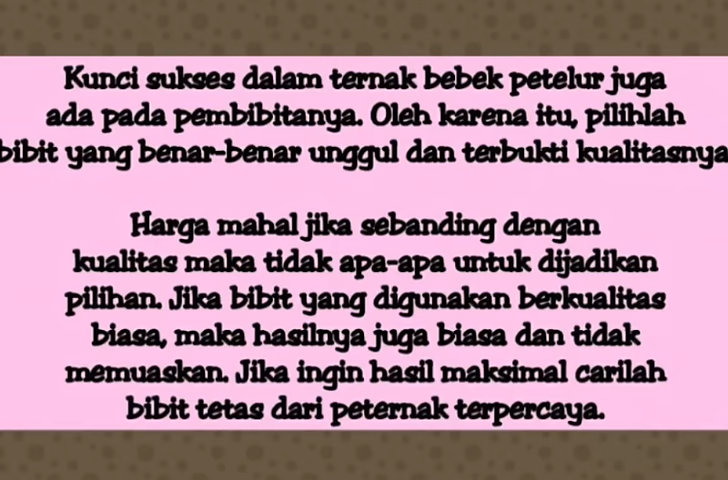 Kunci sukses dalam ternak bebek petelur juga
ada pada pembibitanya. Oleh karena itu, pilihlah
bibit yang benar-benar unggul dan terbukti kualitasnya
Harga mahal jika sebanding dengan
kualitas maka tidak apa-apa untuk dijadikan
pilihan. Jika bibit yang digunakan berkualitas
biasa, maka hasilnya juga biasa dan tidak
memuaskan. Jika ingin hasil maksimal carilah
bibit tetas dari peternak terpercaya.